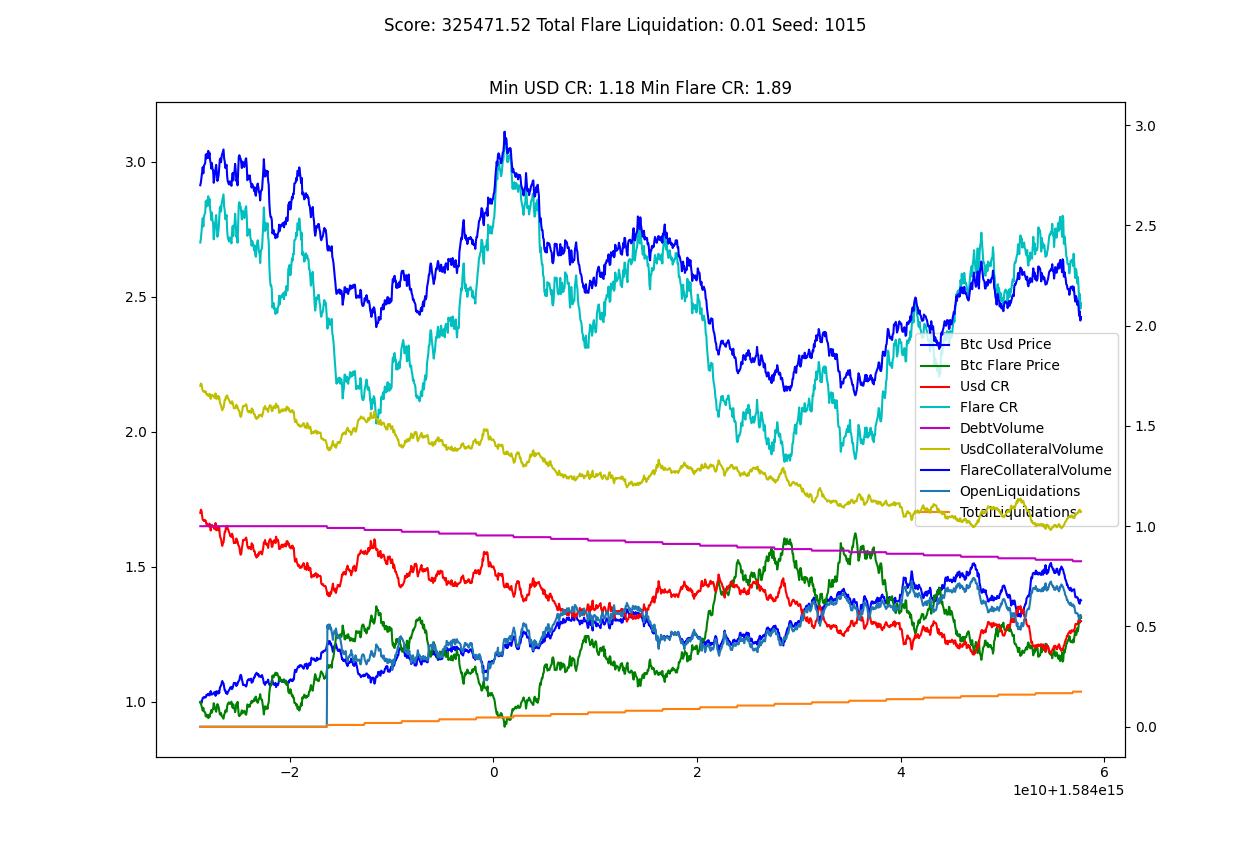 Score: 325471.52 Total Flare Liquidation: 0.01 Seed: 1015
Min USD CR: 1.18 Min Flare CR: 1.89
3.0
2.5
2.0
1.5
1.0
3.0
2.5
2.0
1.5
1.0
0.5
0.0
Btc Usd Price
Btc Flare Price
Usd CR
Flare CR
DebtVolume
UsdCollateralVolume
FlareCollateralVolume
OpenLiquidations
TotalLiquidations
−2 0 2 4 6
1e10+1.584e15